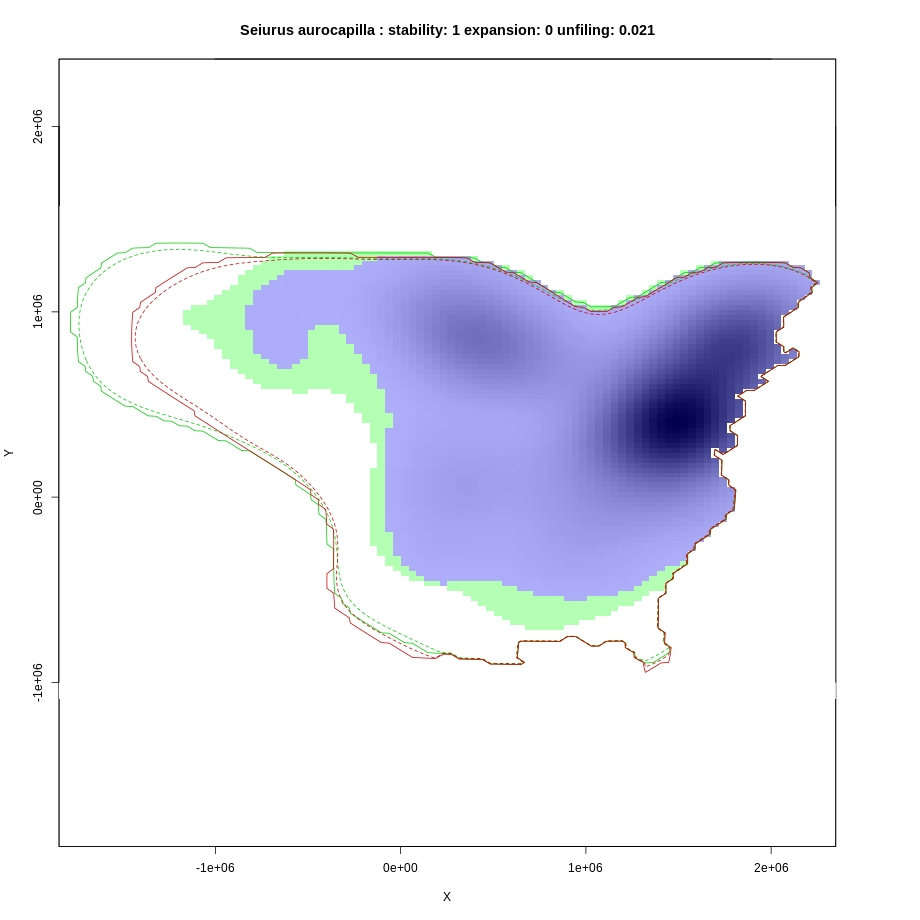 Seiurus aurocapilla : stability: 1 expansion: 0 unfiling: 0.021
2e+06
1e+06
0e+00
-1e+06
Y
-1e+06 0e+00 1e+06 2e+06
X